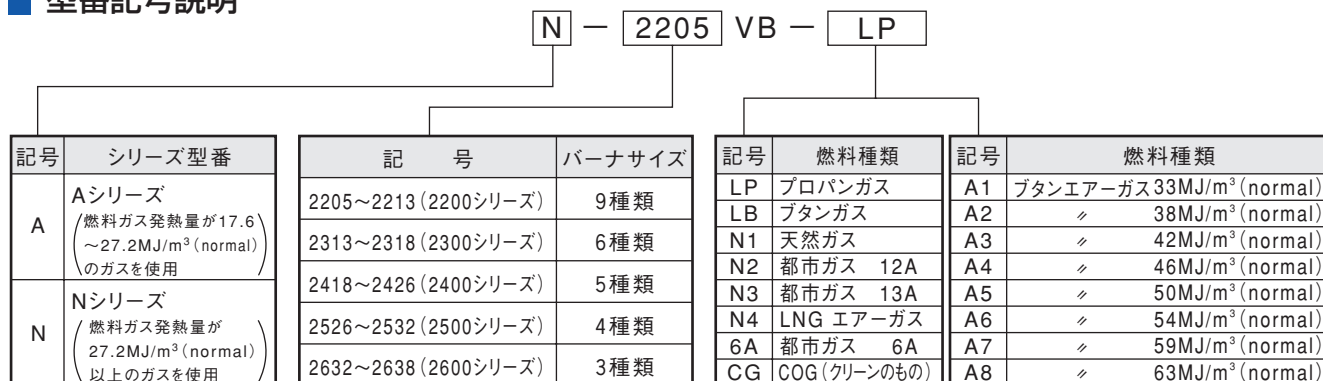 型番記号説明
N － 2205 VB － LP
記号 シリーズ型番
A Aシリーズ
燃料ガス発熱量が17.6
～27.2MJ/m³(normal)
のガスを使用
N Nシリーズ
燃料ガス発熱量が
27.2MJ/m³(normal)
以上のガスを使用
記　号 バーナサイズ
2205～2213(2200シリーズ) 9種類
2313～2318(2300シリーズ) 6種類
2418～2426(2400シリーズ) 5種類
2526～2532(2500シリーズ) 4種類
2632～2638(2600シリーズ) 3種類
記号 燃料種類
LP プロパンガス
LB ブタンガス
N1 天然ガス
N2 都市ガス 12A
N3 都市ガス 13A
N4 LNG エアーガス
6A 都市ガス 6A
CG COG(クリーンのもの)
記号 燃料種類
A1 ブタンエアーガス33MJ/m³(normal)
A2 〃 38MJ/m³(normal)
A3 〃 42MJ/m³(normal)
A4 〃 46MJ/m³(normal)
A5 〃 50MJ/m³(normal)
A6 〃 54MJ/m³(normal)
A7 〃 59MJ/m³(normal)
A8 〃 63MJ/m³(normal)